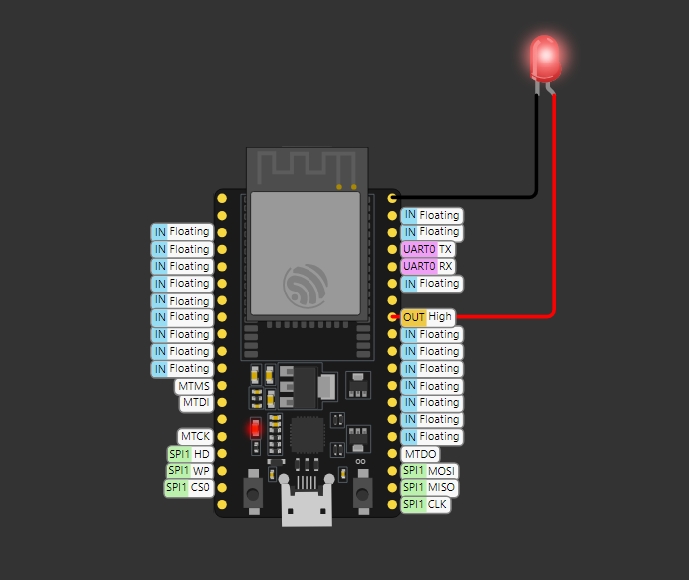 IN Floating
IN Floating
IN Floating
IN Floating
IN Floating
IN Floating
IN Floating
IN Floating
IN Floating
MTMS
MTDI
MTCK
SPI1 HD
SPI1 WP
SPI1 CS0
IN Floating
IN Floating
UART0 TX
UART0 RX
IN Floating
OUT High
IN Floating
IN Floating
IN Floating
IN Floating
IN Floating
IN Floating
IN Floating
MTDO
SPI1 MOSI
SPI1 MISO
SPI1 CLK